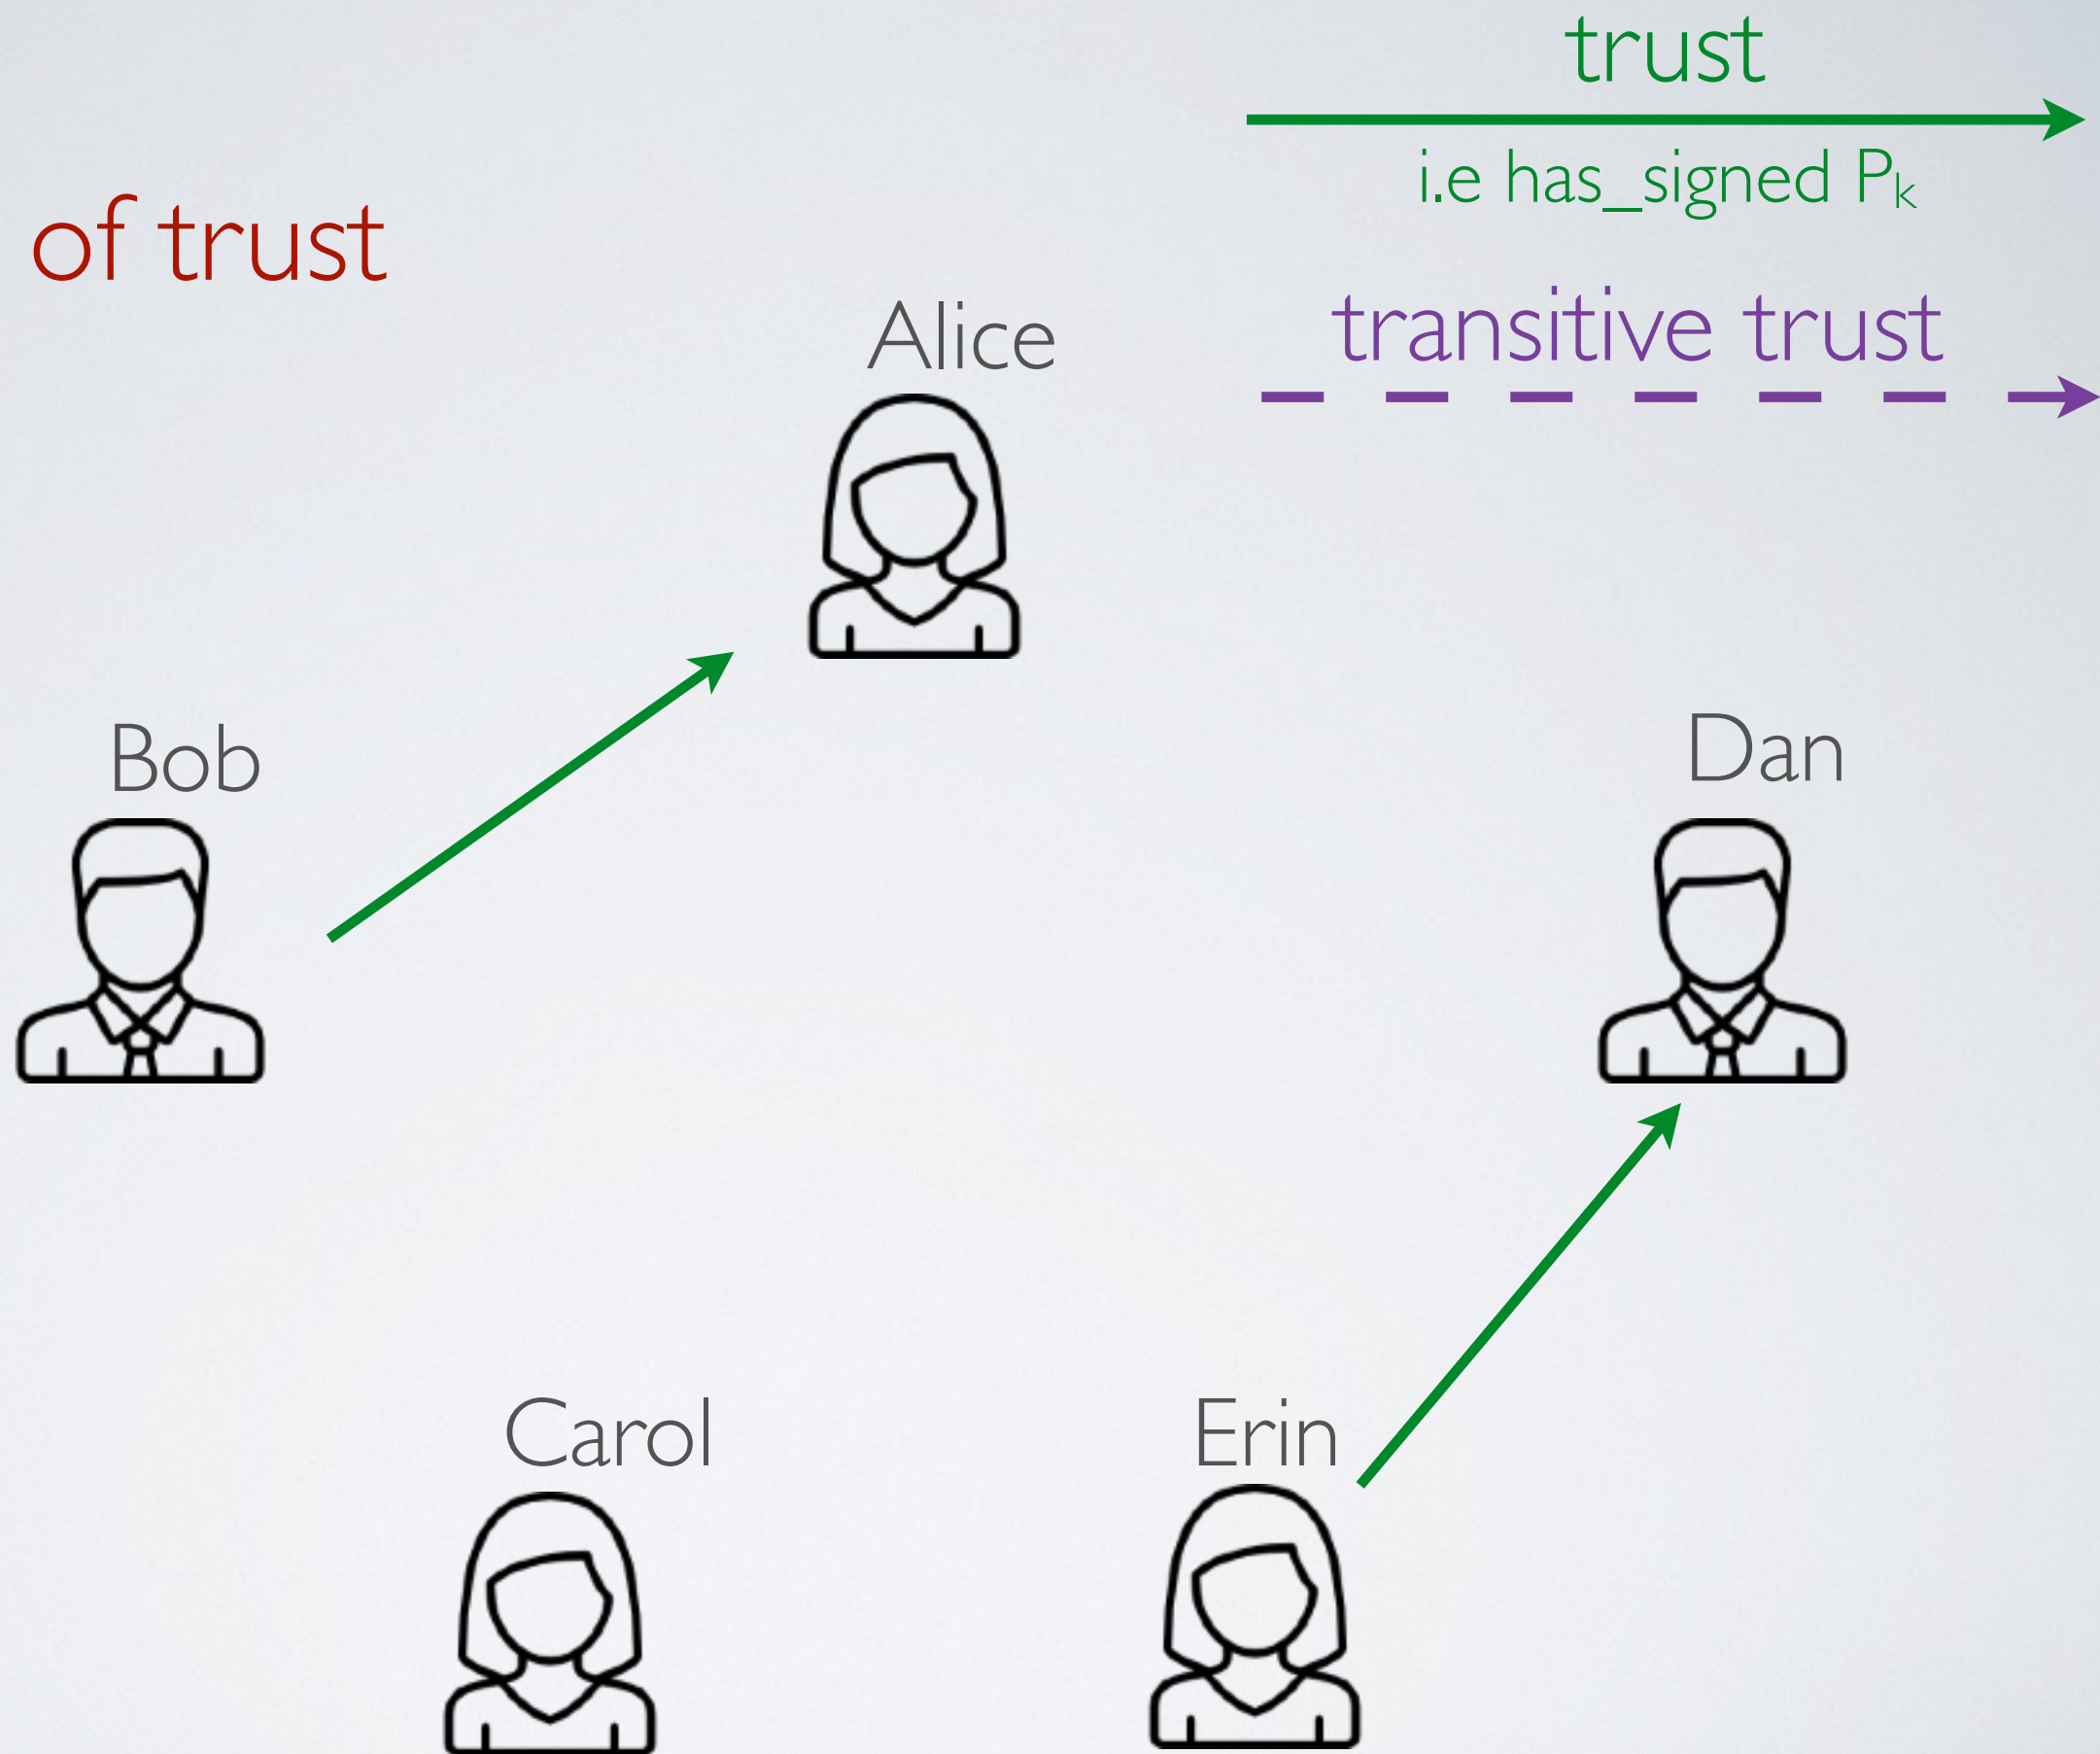 trust
i.e has_signed Pk
of trust
Alice
transitive trust
Bob
Dan
Carol
Erin